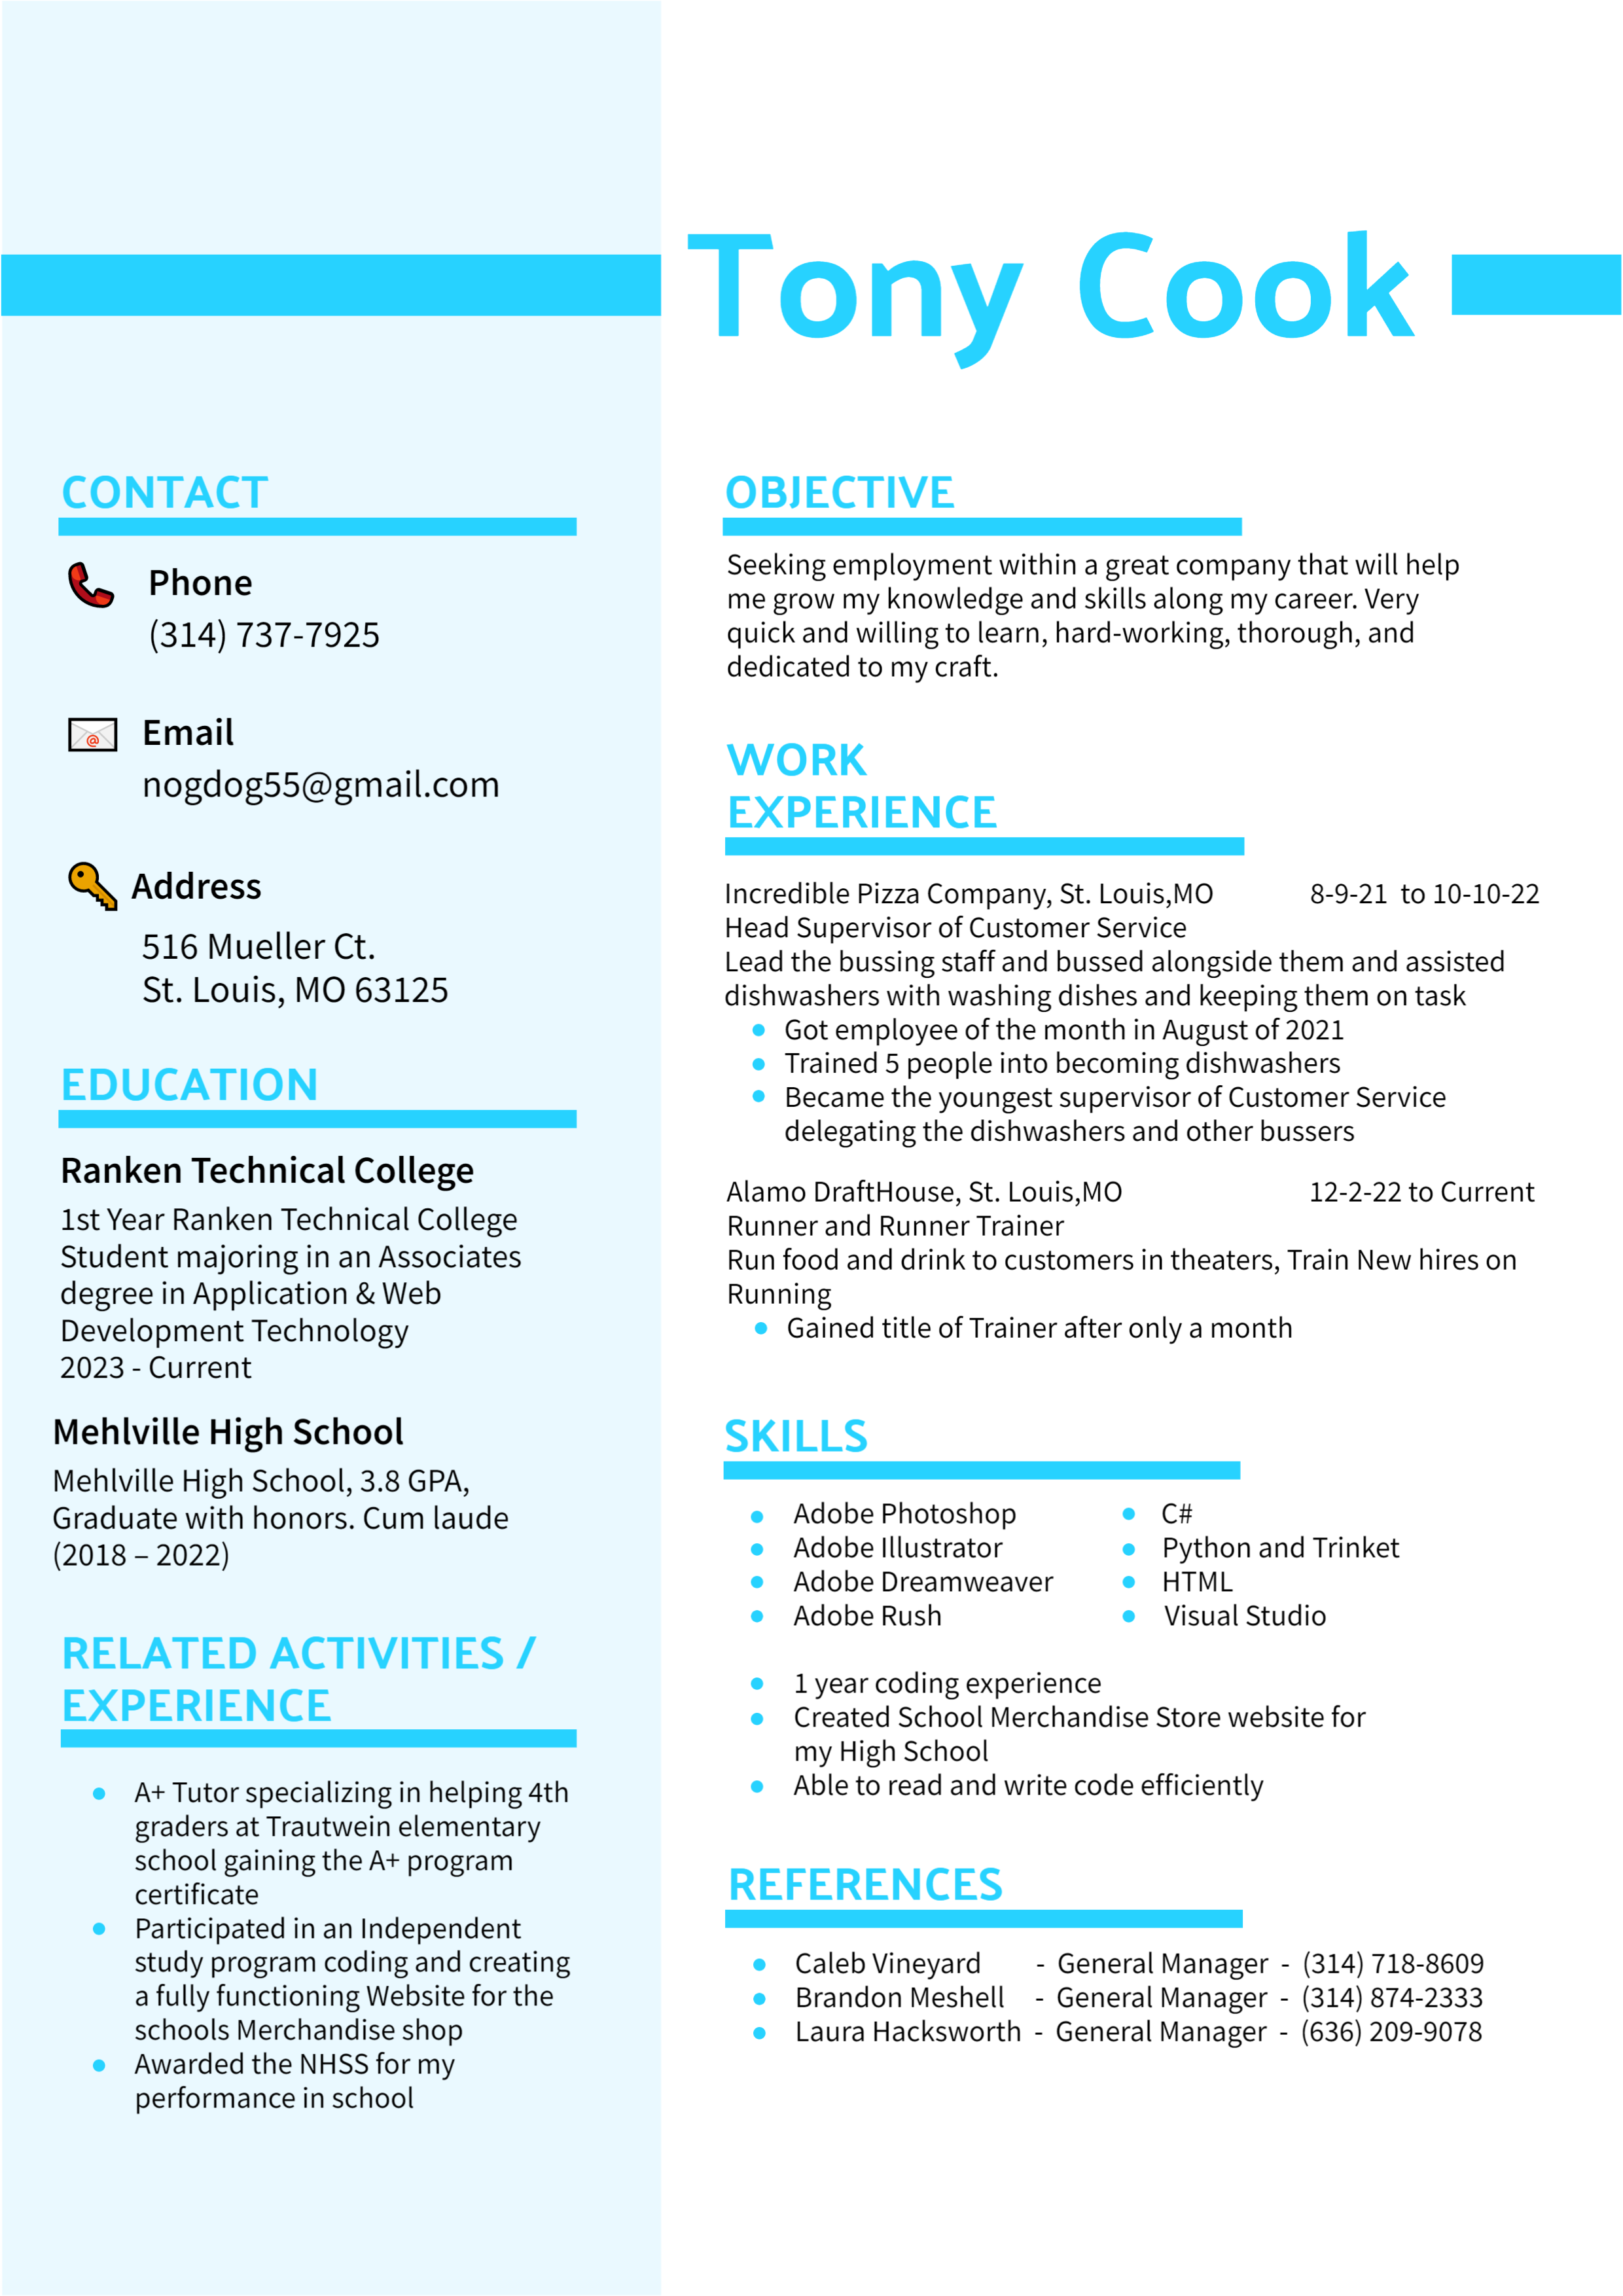 Tony Cook
CONTACT
Phone
(314) 737-7925
Email
nogdog55@gmail.com
Address
516 Mueller Ct.
St. Louis, MO 63125
EDUCATION
Ranken Technical College
1st Year Ranken Technical College
Student majoring in an Associates
degree in Application & Web
Development Technology
2023 - Current
Mehlville High School
Mehlville High School, 3.8 GPA,
Graduate with honors. Cum laude
(2018 – 2022)
RELATED ACTIVITIES /
EXPERIENCE
• A+ Tutor specializing in helping 4th
graders at Trautwein elementary
school gaining the A+ program
certificate
• Participated in an Independent
study program coding and creating
a fully functioning Website for the
schools Merchandise shop
• Awarded the NHSS for my
performance in school
OBJECTIVE
Seeking employment within a great company that will help
me grow my knowledge and skills along my career. Very
quick and willing to learn, hard-working, thorough, and
dedicated to my craft.
WORK
EXPERIENCE
Incredible Pizza Company, St. Louis,MO 8-9-21 to 10-10-22
Head Supervisor of Customer Service
Lead the bussing staff and bussed alongside them and assisted
dishwashers with washing dishes and keeping them on task
• Got employee of the month in August of 2021
• Trained 5 people into becoming dishwashers
• Became the youngest supervisor of Customer Service
delegating the dishwashers and other bussers
Alamo DraftHouse, St. Louis,MO 12-2-22 to Current
Runner and Runner Trainer
Run food and drink to customers in theaters, Train New hires on
Running
• Gained title of Trainer after only a month
SKILLS
• Adobe Photoshop • C#
• Adobe Illustrator • Python and Trinket
• Adobe Dreamweaver • HTML
• Adobe Rush • Visual Studio
• 1 year coding experience
• Created School Merchandise Store website for
my High School
• Able to read and write code efficiently
REFERENCES
• Caleb Vineyard - General Manager - (314) 718-8609
• Brandon Meshell - General Manager - (314) 874-2333
• Laura Hacksworth - General Manager - (636) 209-9078